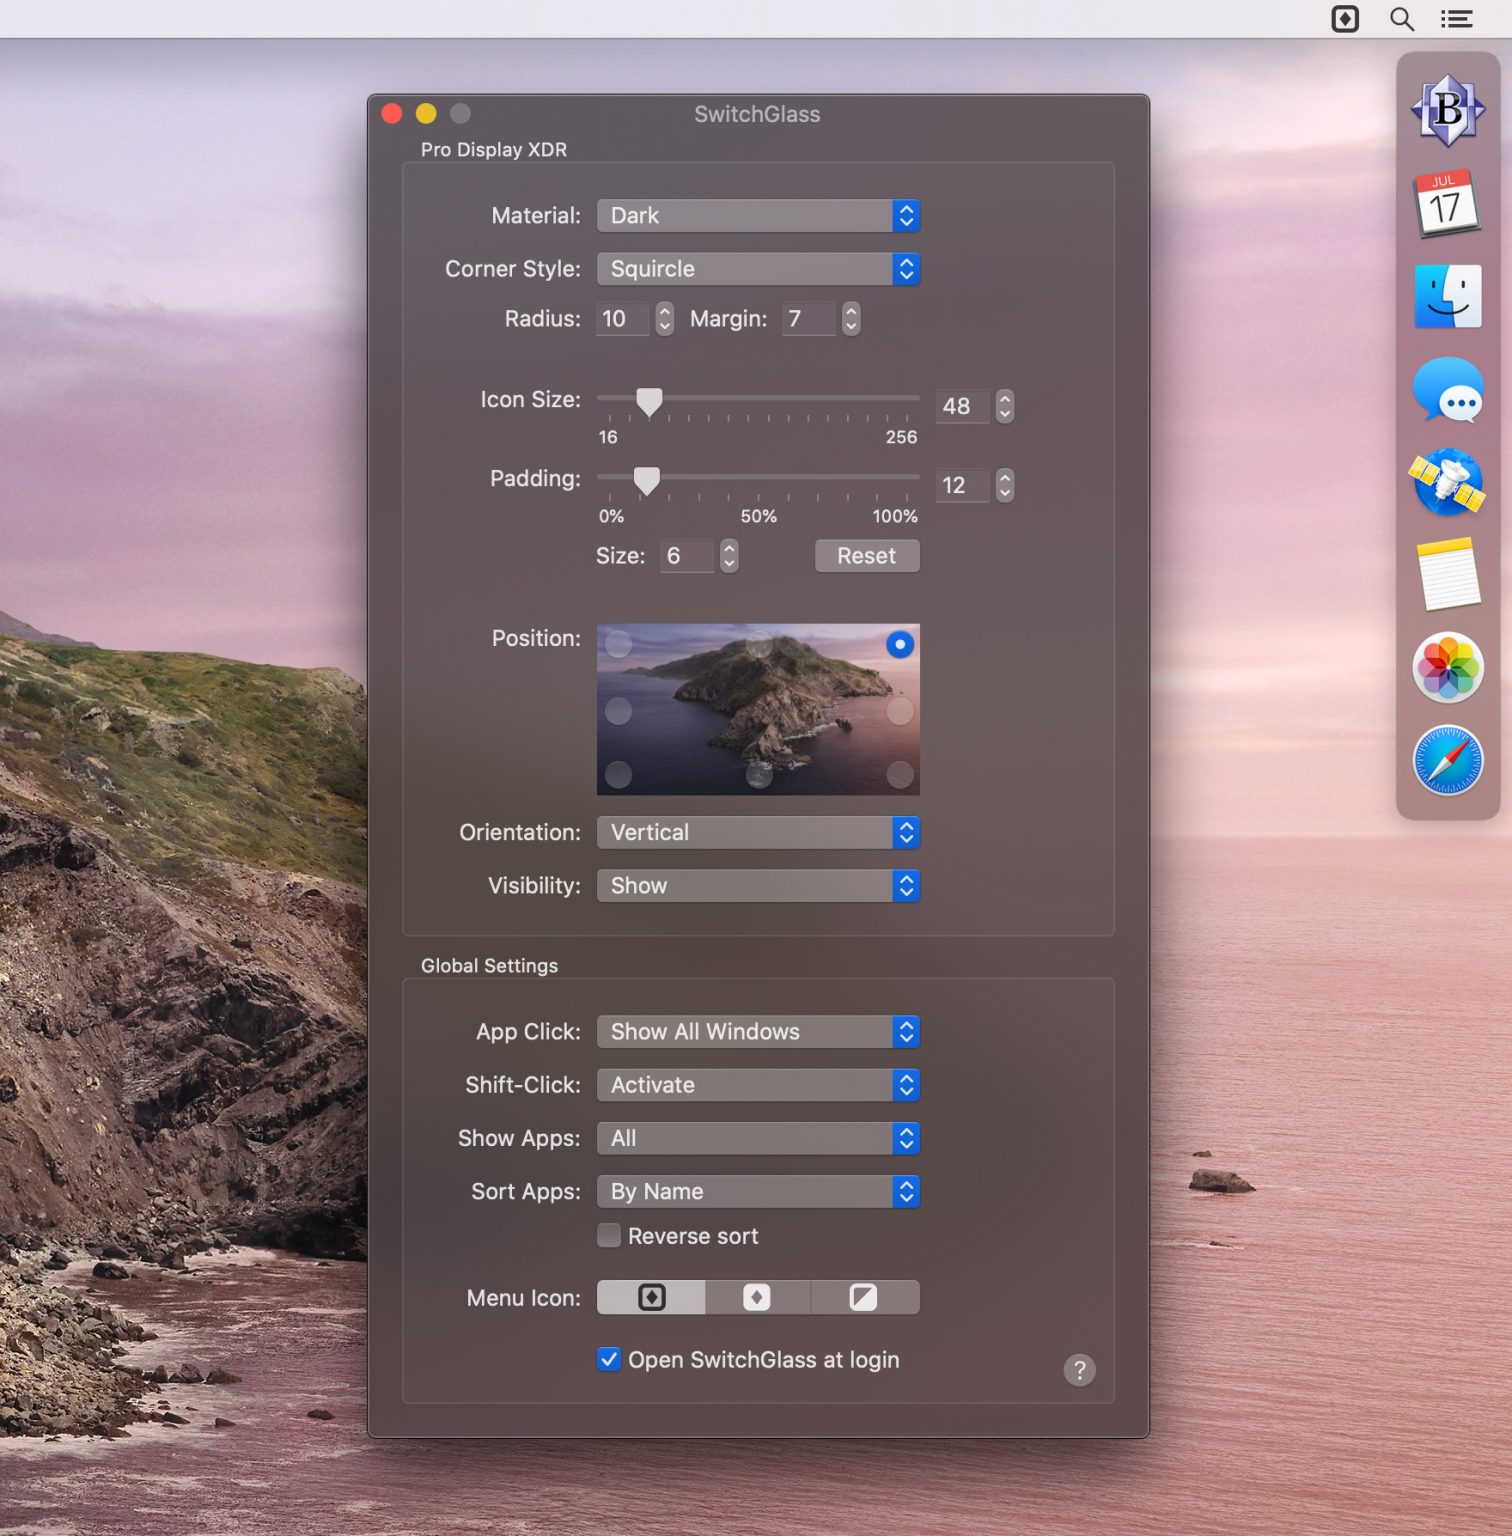 SwitchGlass
Pro Display XDR
Material: Dark
Corner Style: Squircle
Radius: 10 Margin: 7
Icon Size: 48
16 256
Padding: 12
0% 50% 100%
Size: 6 Reset
Position:
Orientation: Vertical
Visibility: Show
Global Settings
App Click: Show All Windows
Shift-Click: Activate
Show Apps: All
Sort Apps: By Name
Reverse sort
Menu Icon:
Open SwitchGlass at login
?
B
JUL
17